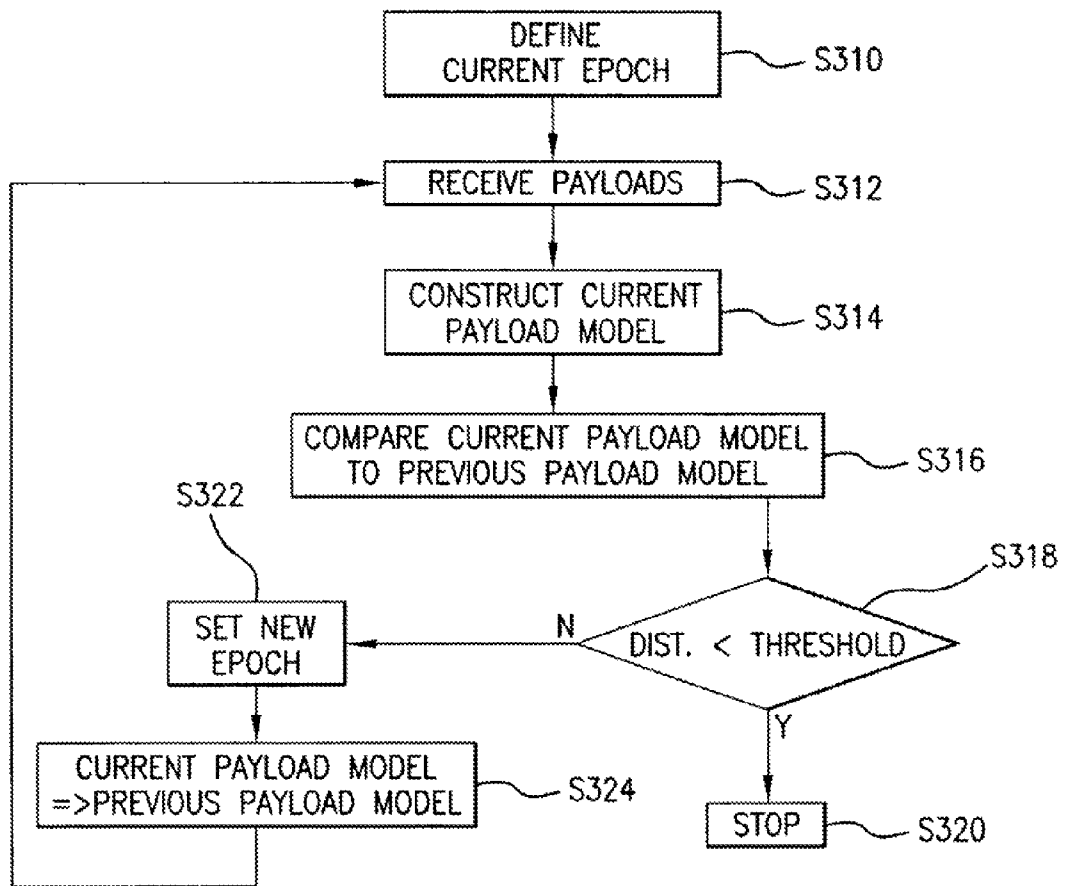 DEFINE
CURRENT EPOCH
S310
RECEIVE PAYLOADS
S312
CONSTRUCT CURRENT
PAYLOAD MODEL
S314
COMPARE CURRENT PAYLOAD MODEL
TO PREVIOUS PAYLOAD MODEL
S316
S322
S318
SET NEW
EPOCH
N
DIST. < THRESHOLD
Y
CURRENT PAYLOAD MODEL
=>PREVIOUS PAYLOAD MODEL
S324
STOP
S320